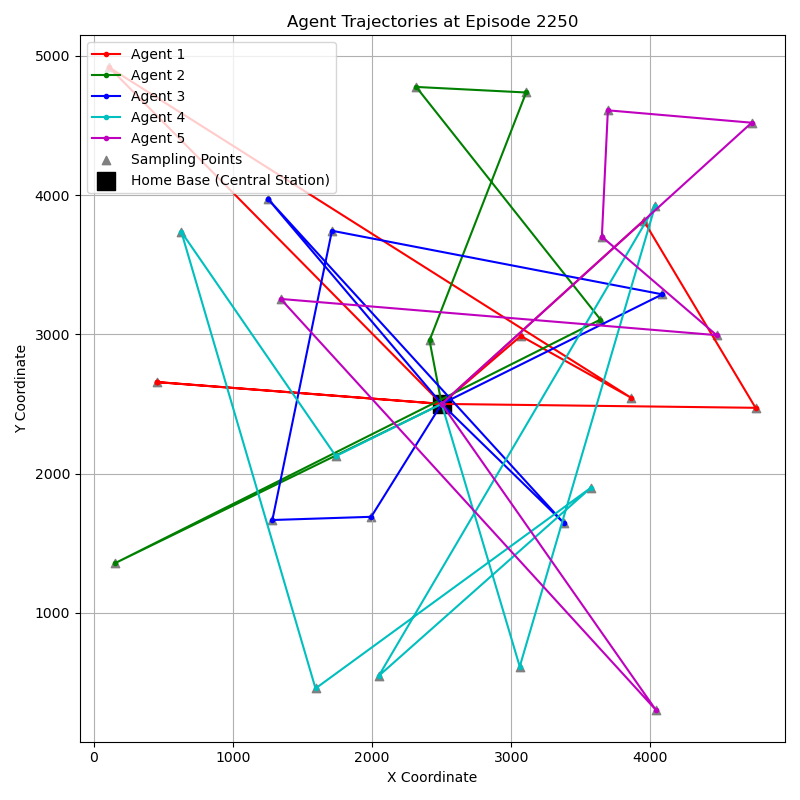 Agent Trajectories at Episode 2250
Agent 1
Agent 2
Agent 3
Agent 4
Agent 5
Sampling Points
Home Base (Central Station)
Y Coordinate
5000
4000
3000
2000
1000
0 1000 2000 3000 4000
X Coordinate